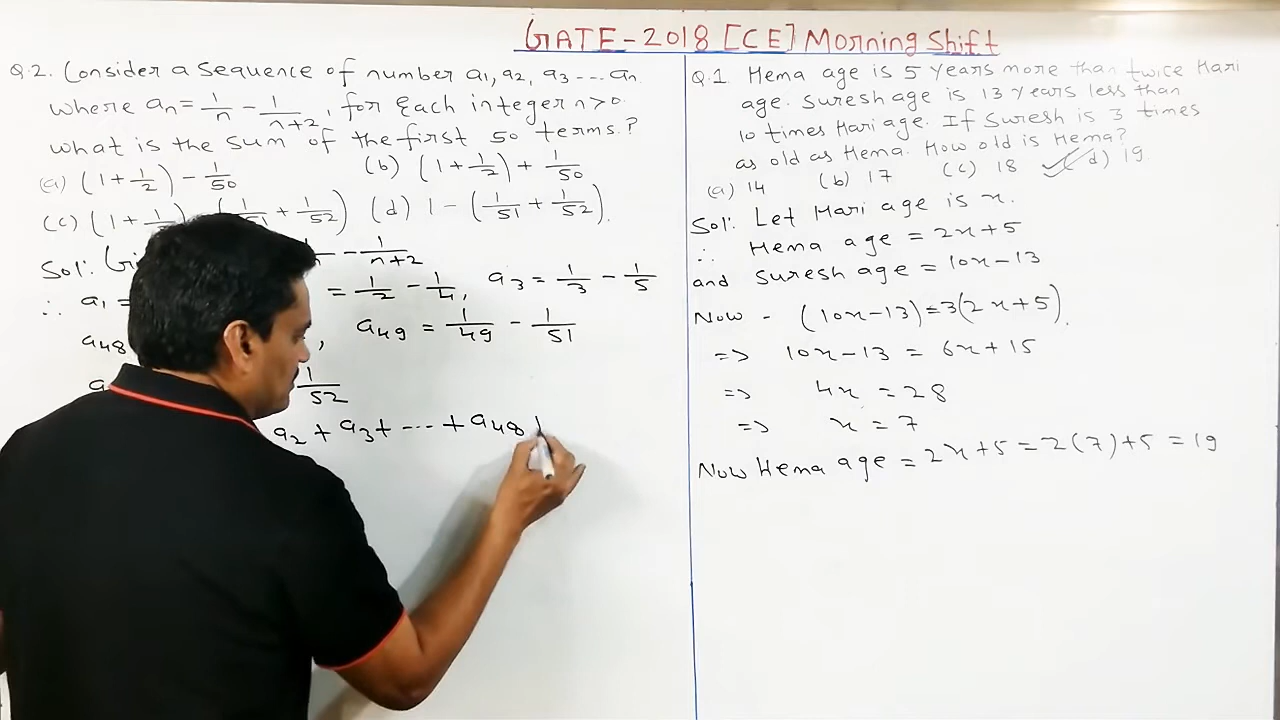 GATE-2018 [CE] Morning Shift
Q.2. Consider a sequence of number a₁, a₂, a₃ ---- aₙ.
where aₙ = 1/n - 1/n+2, for Each integer n>0.
what is the sum of the first 50 terms.?
(a) (1+1/2) - 1/50 (b) (1+1/2) + 1/50
(c) (1+ 1/51 + 1/52) (d) 1 - (1/51 + 1/52).
Sol: - 1/n+2
∴ a₁ = = 1/2 - 1/4, a₃ = 1/3 - 1/5
a₄₈ , a₄₉ = 1/49 - 1/51
1/52
a₂ + a₃ + --- + a₄₈ +
Q.1. Hema age is 5 years more than twice Hari
age. Suresh age is 13 years less than
10 times Hari age. If Suresh is 3 times
as old as Hema. How old is Hema?
(a) 14 (b) 17 (c) 18 ✓(d) 19
Sol: Let Hari age is x.
∴ Hema age = 2x+5
and Suresh age = 10x-13
Now - (10x-13) = 3(2x+5).
=> 10x-13 = 6x+15
=> 4x = 28
=> x = 7
Now Hema age = 2x+5 = 2(7)+5 = 19